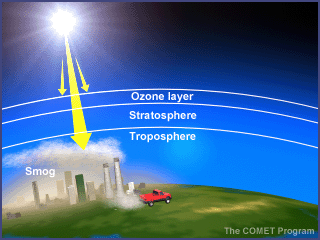 Ozone layer
Stratosphere
Troposphere
Smog
The COMET Program